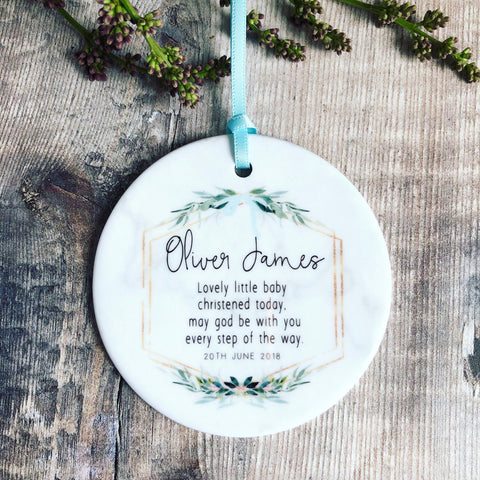 Oliver James
Lovely little baby
christened today,
may god be with you
every step of the way.
20TH JUNE 2018